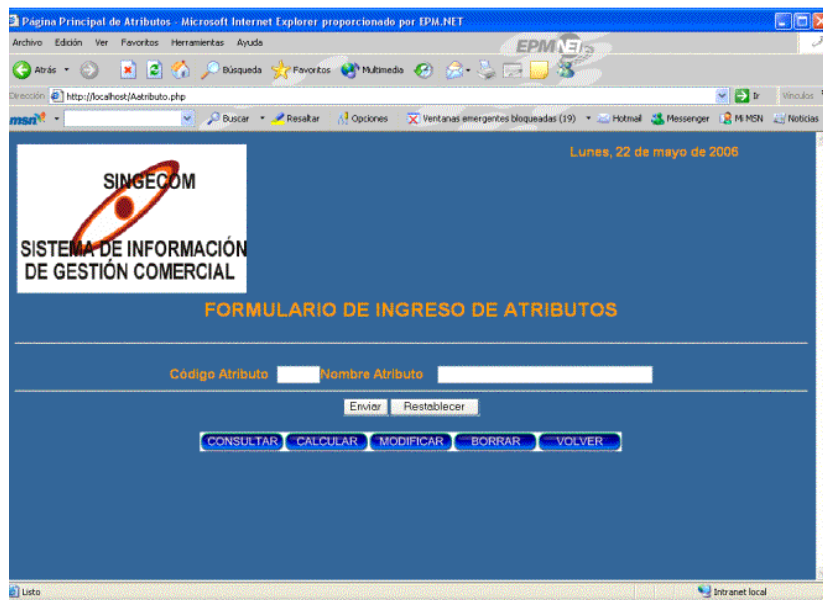 Página Principal de Atributos - Microsoft Internet Explorer proporcionado por EPM.NET
Archivo Edición Ver Favoritos Herramientas Ayuda
EPM NET
Atrás Búsqueda Favoritos Multimedia
Dirección http://localhost/Aatributo.php Ir Vínculos
msn Buscar Resaltar Opciones Ventanas emergentes bloqueadas (19) Hotmail Messenger Mi MSN Noticias
Lunes, 22 de mayo de 2006
SINGECOM
SISTEMA DE INFORMACIÓN
DE GESTIÓN COMERCIAL
FORMULARIO DE INGRESO DE ATRIBUTOS
Código Atributo Nombre Atributo
Enviar Restablecer
CONSULTAR CALCULAR MODIFICAR BORRAR VOLVER
Listo Intranet local